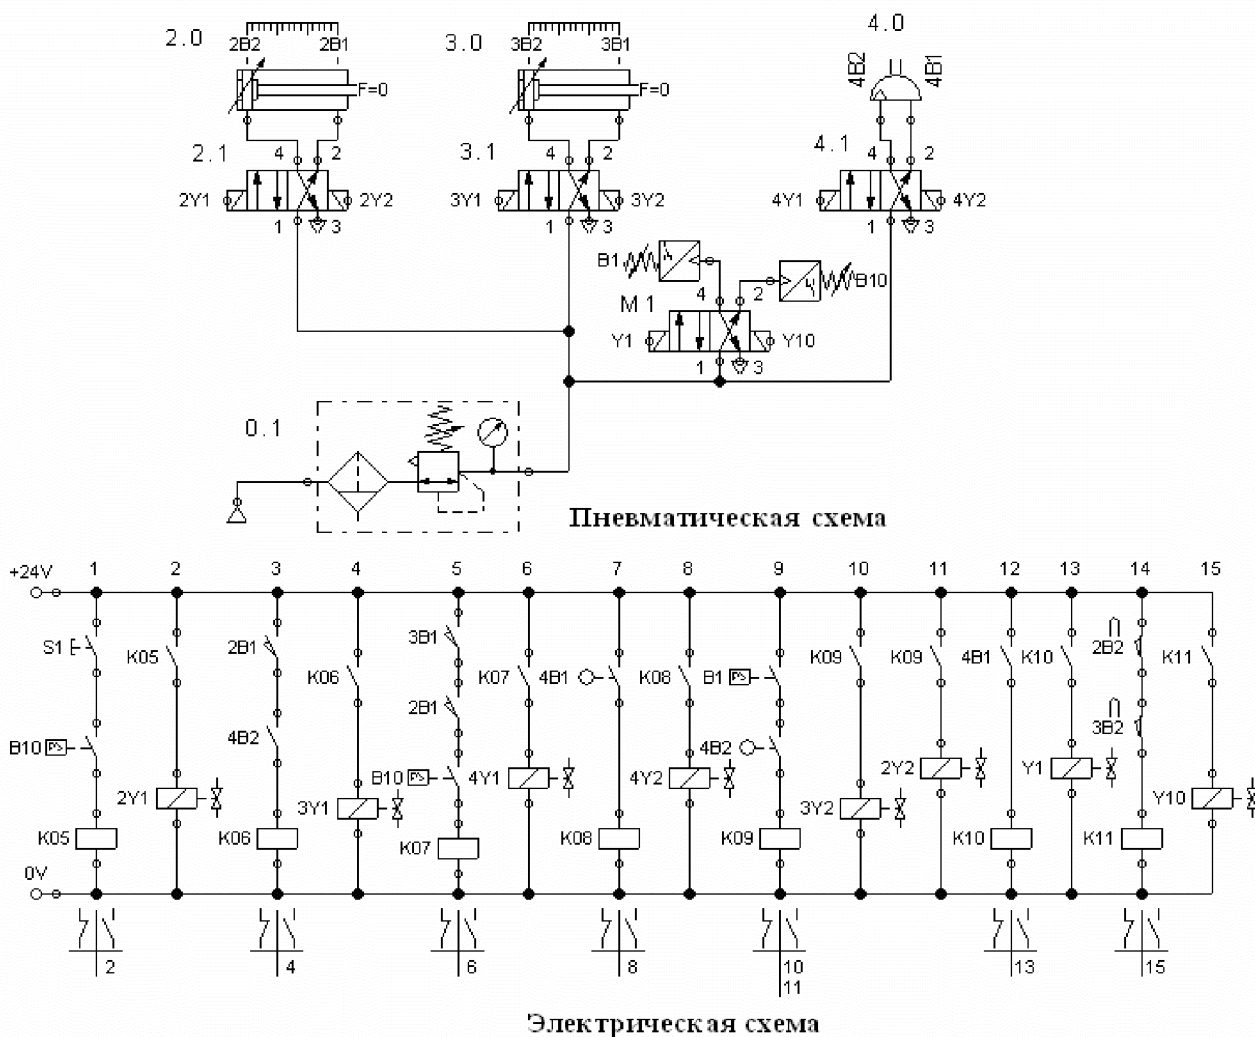 2.0 3.0 4.0
2B2 2B1 3B2 3B1 4B2 4B1
F=0 F=0
2.1 4 2 3.1 4 2 4.1 4 2
2Y1 2Y2 3Y1 3Y2 4Y1 4Y2
1 3 1 3 1 3
B1 B10
M1 4 2
Y1 Y10
1 3
0.1
Пневматическая схема
+24V 1 2 3 4 5 6 7 8 9 10 11 12 13 14 15
S1 K05 2B1 K06 3B1 K07 4B1 K08 B1 K09 K09 4B1 K10 2B2 K11
B10 4B2 2B1 4B2 3B2
2Y1 3Y1 B10 4Y1 4Y2 3Y2 2Y2 Y1 Y10
K05 K06 K07 K08 K09 K10 K11
0V
2 4 6 8 10 13 15
11
Электрическая схема